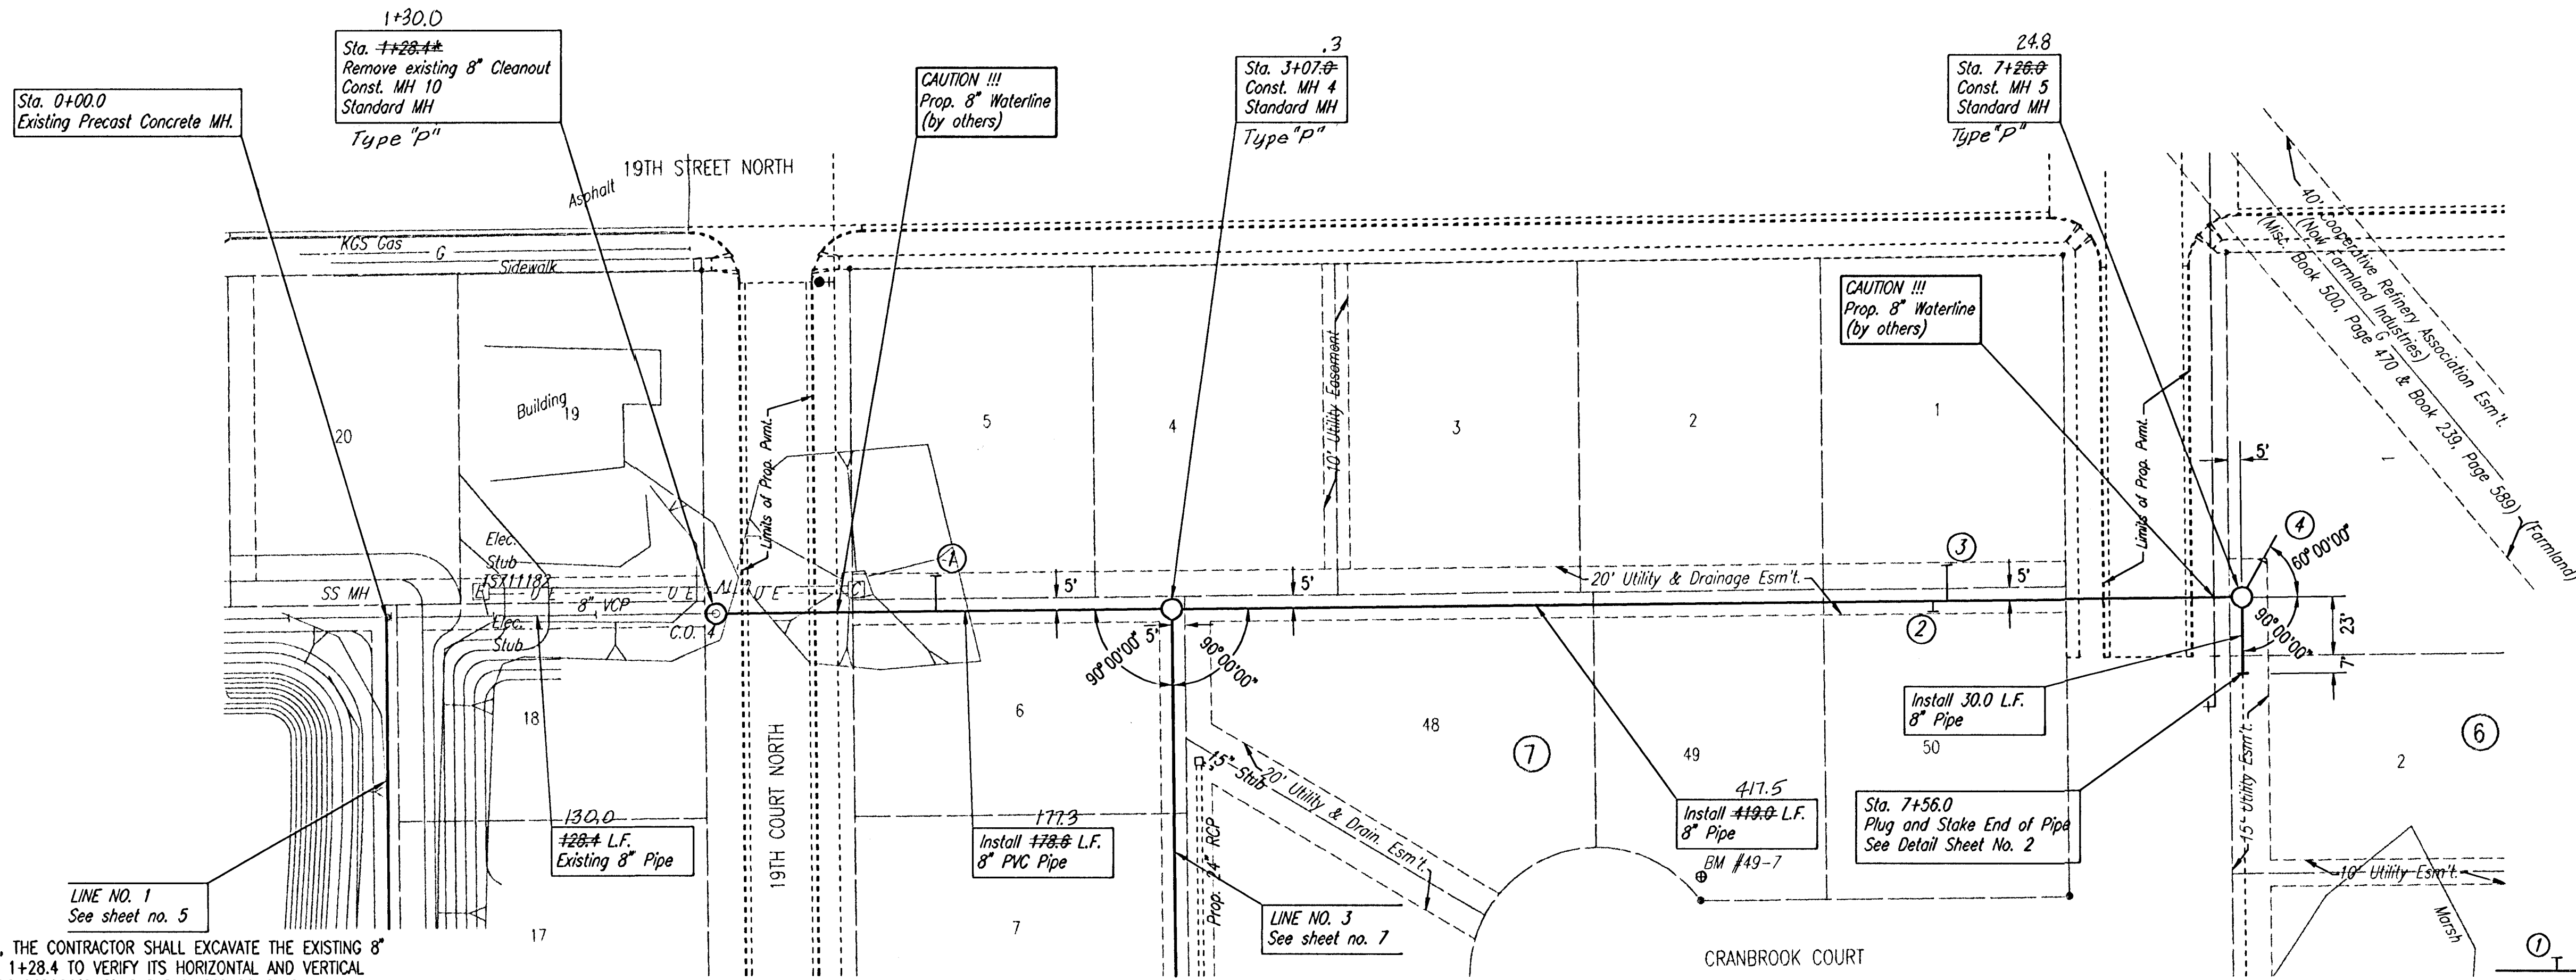 1+30.0
Sta. 1+28.4±
Remove existing 8" Cleanout
Const. MH 10
Standard MH
Type "P"
Sta. 0+00.0
Existing Precast Concrete MH.
CAUTION !!!
Prop. 8" Waterline
(by others)
.3
Sta. 3+07.0
Const. MH 4
Standard MH
Type "P"
24.8
Sta. 7+26.0
Const. MH 5
Standard MH
Type "P"
19TH STREET NORTH
Asphalt
KGS Gas
G
Sidewalk
40' Cooperative Refinery Association Esm't.
(Now Farmland Industries)
G
(Misc. Book 500, Page 470 & Book 239, Page 589)
(Farmland)
CAUTION !!!
Prop. 8" Waterline
(by others)
Building
19
20
5
4
10' Utility Easement
3
2
1
1
Limits of Prop. Pvmt.
Limits of Prop. Pvmt.
5'
4
60°00'00"
Elec.
Stub
TS711182
SS MH
E
U E
U E
U E
C
A
8" VCP
Elec.
Stub
C.O.
4
5'
5'
20' Utility & Drainage Esm't.
3
5'
2
90°00'00"
5'
90°00'00"
90°00'00"
23'
7'
Install 30.0 L.F.
8" Pipe
18
6
48
7
49
50
6
2
19TH COURT NORTH
15" Stub
20' Utility & Drain. Esm't.
Prop. 24" RCP
15' Utility Esm't.
130.0
128.4 L.F.
Existing 8" Pipe
177.3
Install 178.6 L.F.
8" PVC Pipe
417.5
Install 419.0 L.F.
8" Pipe
BM #49-7
Sta. 7+56.0
Plug and Stake End of Pipe
See Detail Sheet No. 2
10' Utility Esm't.
Marsh
LINE NO. 1
See sheet no. 5
LINE NO. 3
See sheet no. 7
17
7
CRANBROOK COURT
1
T
, THE CONTRACTOR SHALL EXCAVATE THE EXISTING 8"
1+28.4 TO VERIFY ITS HORIZONTAL AND VERTICAL